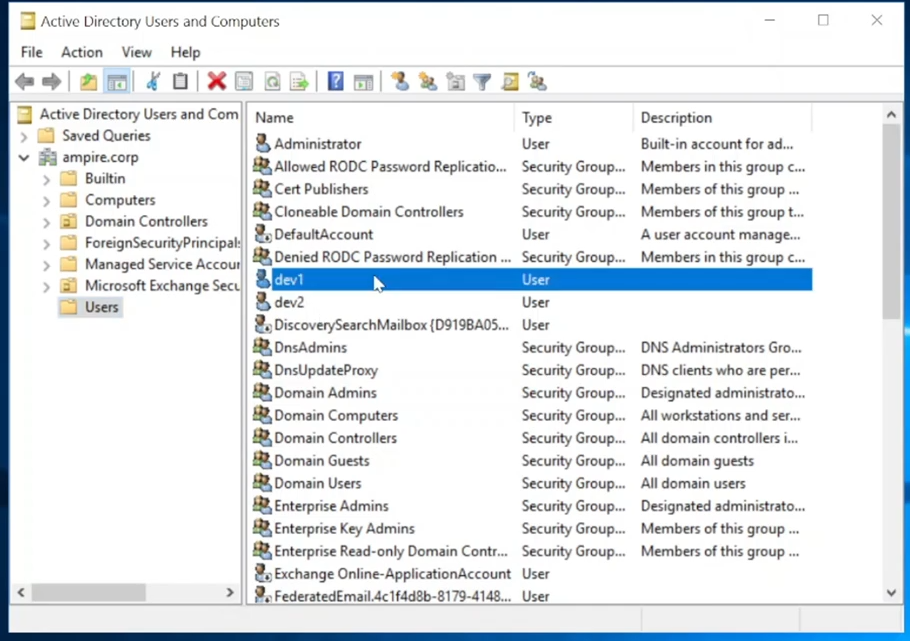 Active Directory Users and Computers
File Action View Help
Active Directory Users and Com
Saved Queries
ampire.corp
Builtin
Computers
Domain Controllers
ForeignSecurityPrincipals
Managed Service Accour
Microsoft Exchange Secu
Users
Name Type Description
Administrator User Built-in account for ad...
Allowed RODC Password Replicatio... Security Group... Members in this group c...
Cert Publishers Security Group... Members of this group ...
Cloneable Domain Controllers Security Group... Members of this group t...
DefaultAccount User A user account manage...
Denied RODC Password Replication ... Security Group... Members in this group c...
dev1 User
dev2 User
DiscoverySearchMailbox {D919BA05... User
DnsAdmins Security Group... DNS Administrators Gro...
DnsUpdateProxy Security Group... DNS clients who are per...
Domain Admins Security Group... Designated administrato...
Domain Computers Security Group... All workstations and ser...
Domain Controllers Security Group... All domain controllers i...
Domain Guests Security Group... All domain guests
Domain Users Security Group... All domain users
Enterprise Admins Security Group... Designated administrato...
Enterprise Key Admins Security Group... Members of this group ...
Enterprise Read-only Domain Contr... Security Group... Members of this group ...
Exchange Online-ApplicationAccount User
FederatedEmail.4c1f4d8b-8179-4148... User